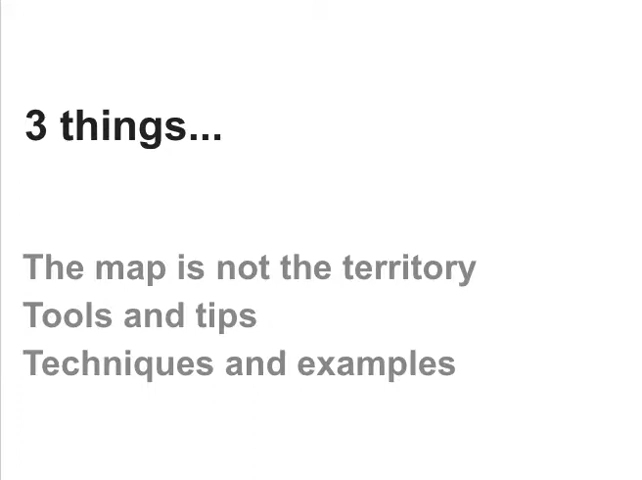 3 things...
The map is not the territory
Tools and tips
Techniques and examples